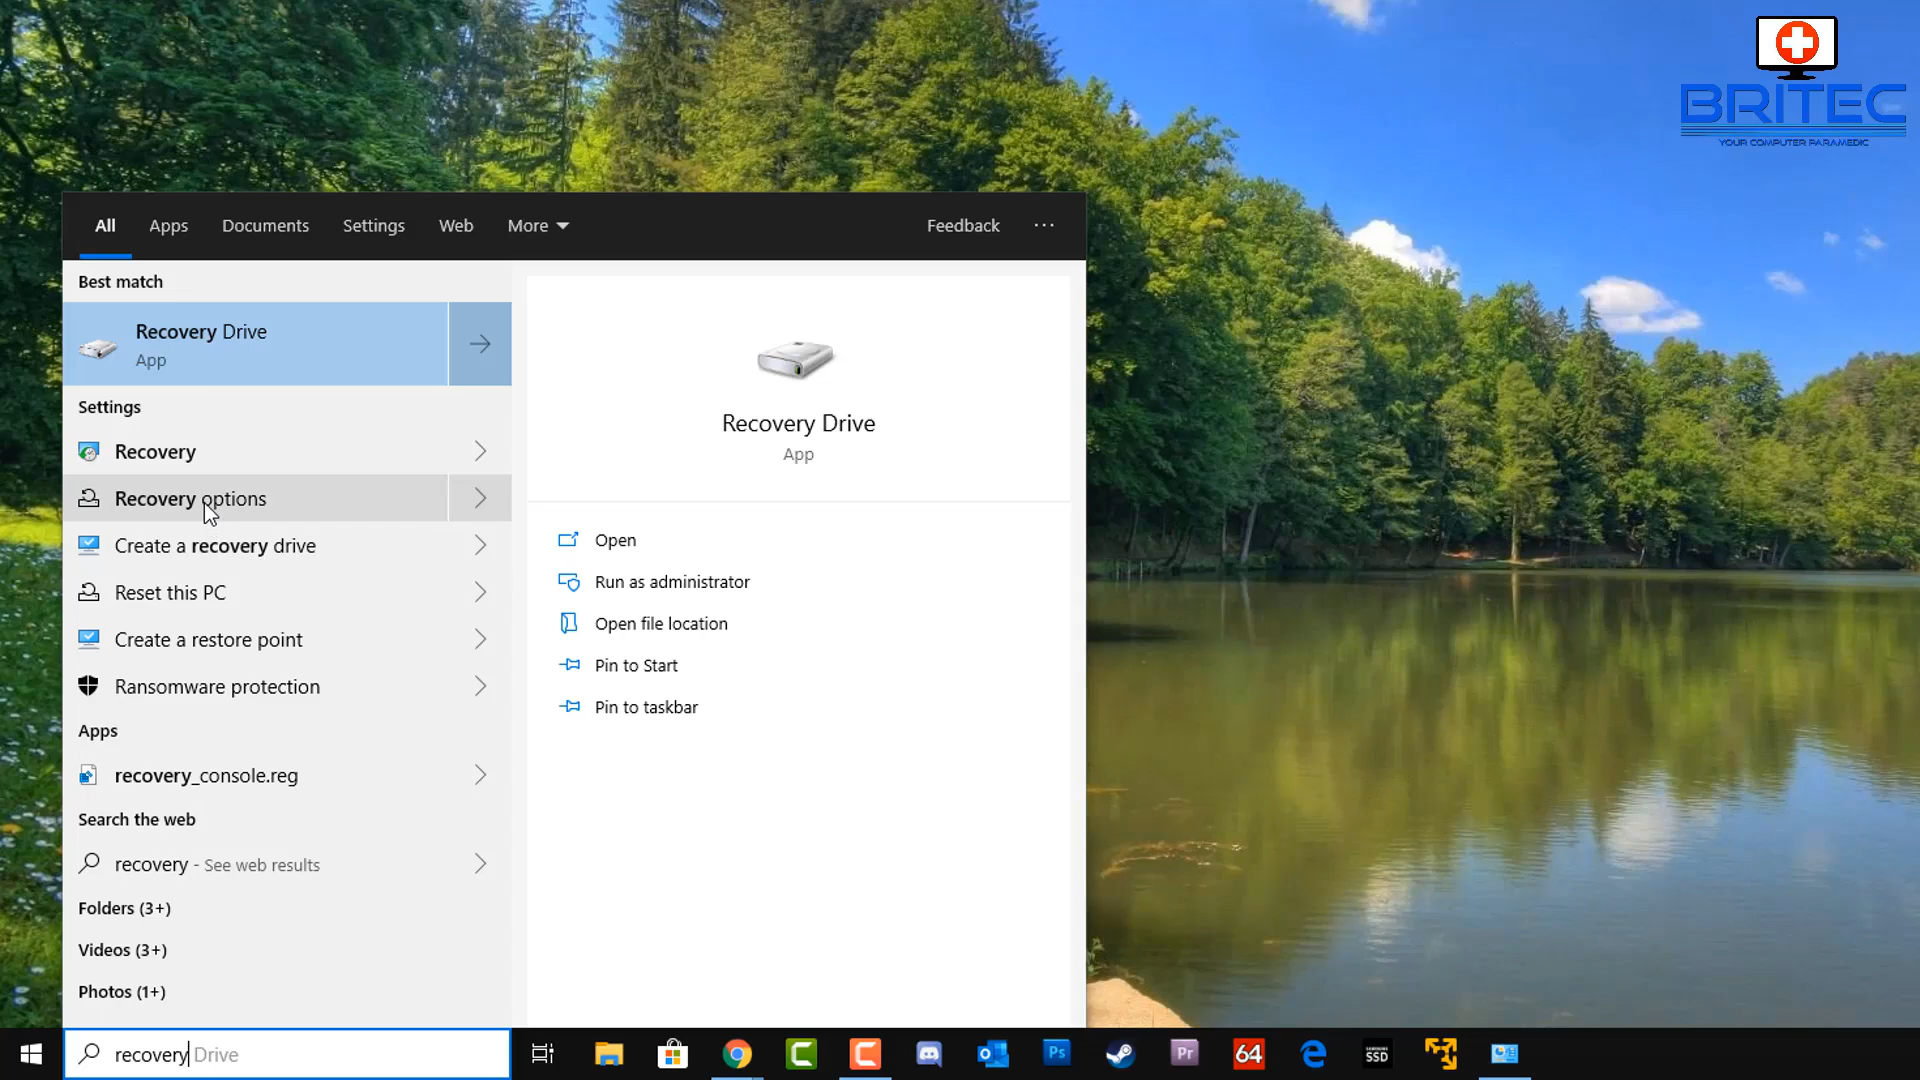 BRITEC
YOUR COMPUTER PARAMEDIC
All Apps Documents Settings Web More Feedback ...
Best match
Recovery Drive
App
Settings
Recovery
Recovery options
Create a recovery drive
Reset this PC
Create a restore point
Ransomware protection
Apps
recovery_console.reg
Search the web
recovery - See web results
Folders (3+)
Videos (3+)
Photos (1+)
Recovery Drive
App
Open
Run as administrator
Open file location
Pin to Start
Pin to taskbar
recovery Drive
Ps
Pr
64
SAMSUNG
SSD